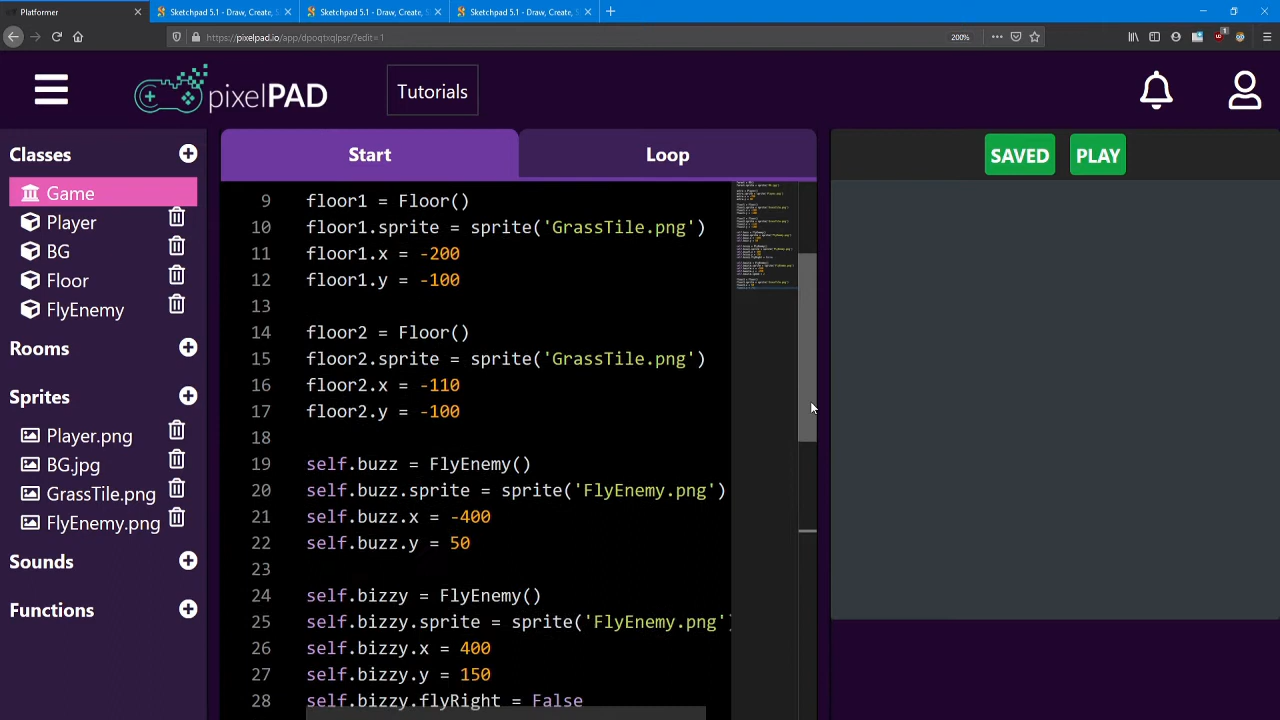 Platformer
Sketchpad 5.1 - Draw, Create, S
Sketchpad 5.1 - Draw, Create, S
Sketchpad 5.1 - Draw, Create, S
https://pixelpad.io/app/dpoqtxqlpsr/?edit=1
200%
pixelPAD
Tutorials
Classes
Game
Player
BG
Floor
FlyEnemy
Rooms
Sprites
Player.png
BG.jpg
GrassTile.png
FlyEnemy.png
Sounds
Functions
Start
Loop
SAVED
PLAY
9 floor1 = Floor()
10 floor1.sprite = sprite('GrassTile.png')
11 floor1.x = -200
12 floor1.y = -100
13
14 floor2 = Floor()
15 floor2.sprite = sprite('GrassTile.png')
16 floor2.x = -110
17 floor2.y = -100
18
19 self.buzz = FlyEnemy()
20 self.buzz.sprite = sprite('FlyEnemy.png')
21 self.buzz.x = -400
22 self.buzz.y = 50
23
24 self.bizzy = FlyEnemy()
25 self.bizzy.sprite = sprite('FlyEnemy.png'
26 self.bizzy.x = 400
27 self.bizzy.y = 150
28 self.bizzy.flyRight = False